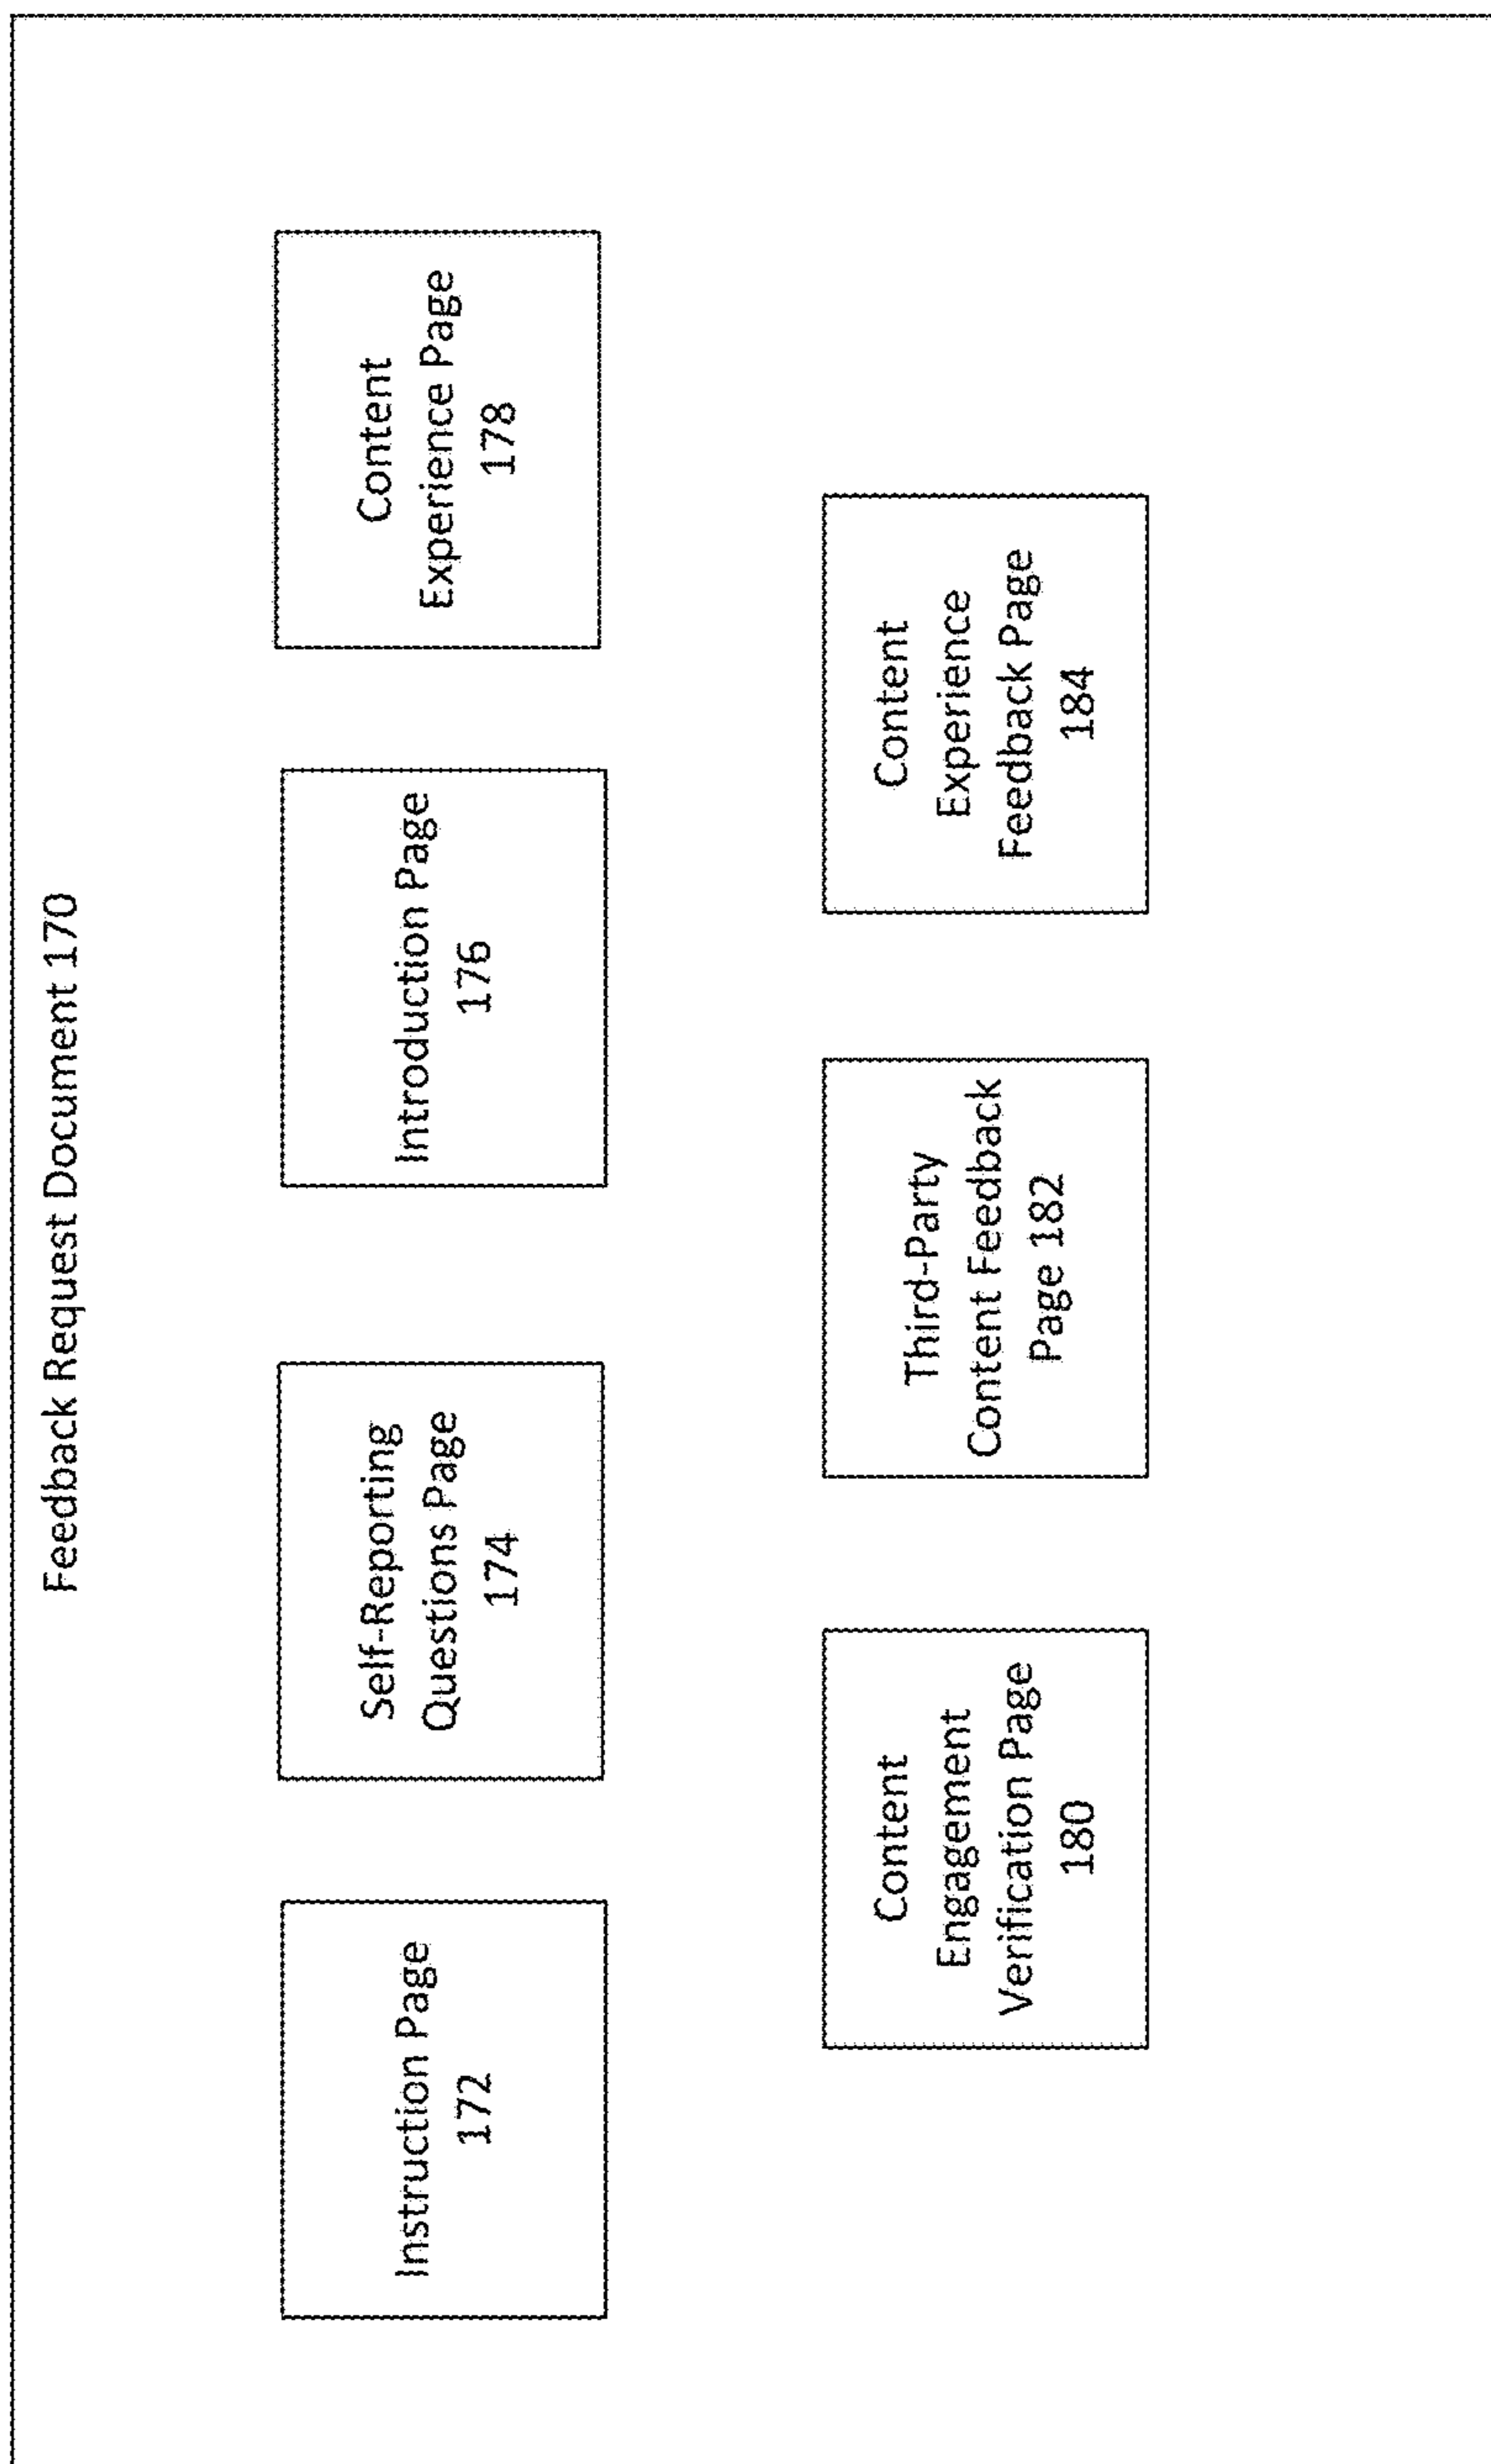 Feedback Request Document 170
Instruction Page
172
Self-Reporting
Questions Page
174
Introduction Page
176
Content
Experience Page
178
Content
Engagement
Verification Page
180
Third-Party
Content Feedback
Page 182
Content
Experience
Feedback Page
184